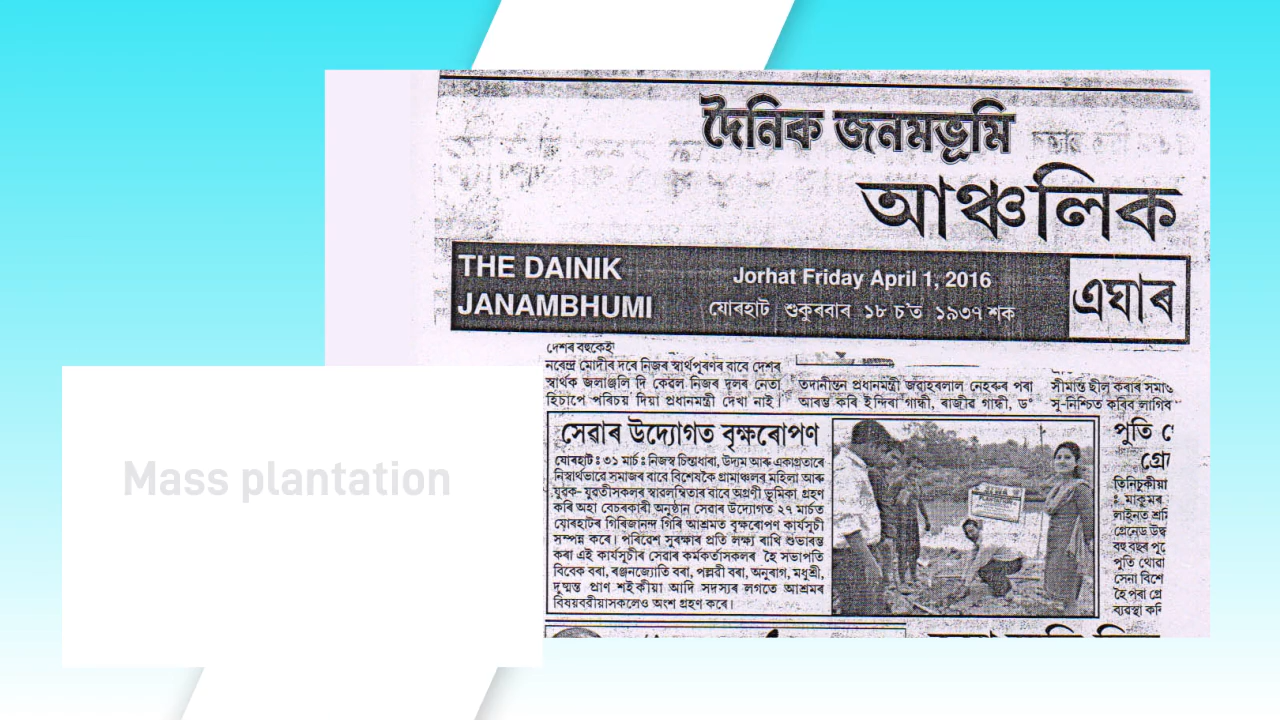 দৈনিক জনমভূমি
আঞ্চলিক
THE DAINIK
JANAMBHUMI
Jorhat Friday April 1, 2016
যোৰহাট শুকুৰবাৰ ১৮ চ'ত ১৯৩৭ শক
এঘাৰ
দেশৰ বহুকেইা
নৰেন্দ্ৰ মোদীৰ দৰে নিজৰ স্বাৰ্থপূৰণৰ বাবে দেশৰ
স্বাৰ্থক জলাঞ্জলি দি কেৱল নিজৰ দলৰ নেতা
হিচাপে পৰিচয় দিয়া প্ৰধানমন্ত্ৰী দেখা নাই।
তদানীন্তন প্ৰধানমন্ত্ৰী জৱাহৰলাল নেহৰুৰ পৰা
আৰম্ভ কৰি ইন্দিৰা গান্ধী, ৰাজীৱ গান্ধী, ড°
সীমান্ত ছীল কৰাৰ
সু-নিশ্চিত কৰিব লাগিব
সেৱাৰ উদ্যোগত বৃক্ষৰোপণ
যোৰহাট ঃ ৩১ মাৰ্চ ঃ নিজস্ব চিন্তাধাৰা, উদ্যম আৰু একাগ্ৰতাৰে
নিস্বাৰ্থভাৱে সমাজৰ বাবে বিশেষকৈ গ্ৰামাঞ্চলৰ মহিলা আৰু
যুৱক- যুৱতীসকলৰ স্বাৱলম্বিতাৰ বাবে অগ্ৰণী ভূমিকা গ্ৰহণ
কৰি অহা বেচৰকাৰী অনুষ্ঠান সেৱাৰ উদ্যোগত ২৭ মাৰ্চত
যোৰহাটৰ গিৰিজানন্দ গিৰি আশ্ৰমত বৃক্ষৰোপণ কাৰ্যসূচী
সম্পন্ন কৰে। পৰিৱেশ সুৰক্ষাৰ প্ৰতি লক্ষ্য ৰাখি শুভাৰম্ভ
কৰা এই কাৰ্যসূচীৰ সেৱাৰ কৰ্মকৰ্তাসকলৰ হৈ সভাপতি
বিবেক বৰা, ৰঞ্জনজ্যোতি বৰা, পল্লৱী বৰা, অনুৰাগ, মধুশ্ৰী,
দুষ্মন্ত প্ৰাণ শইকীয়া আদি সদস্যৰ লগতে আশ্ৰমৰ
বিষয়ববীয়াসকলেও অংশ গ্ৰহণ কৰে।
পুতি
তিনিচুকীয়া
ঃ মাকুমৰ
লাইনত
গ্ৰেনেড
বহু বছৰ
পুতি থোৱা
সেনা
হৈ পৰা
ব্যৱস্থা
Mass plantation